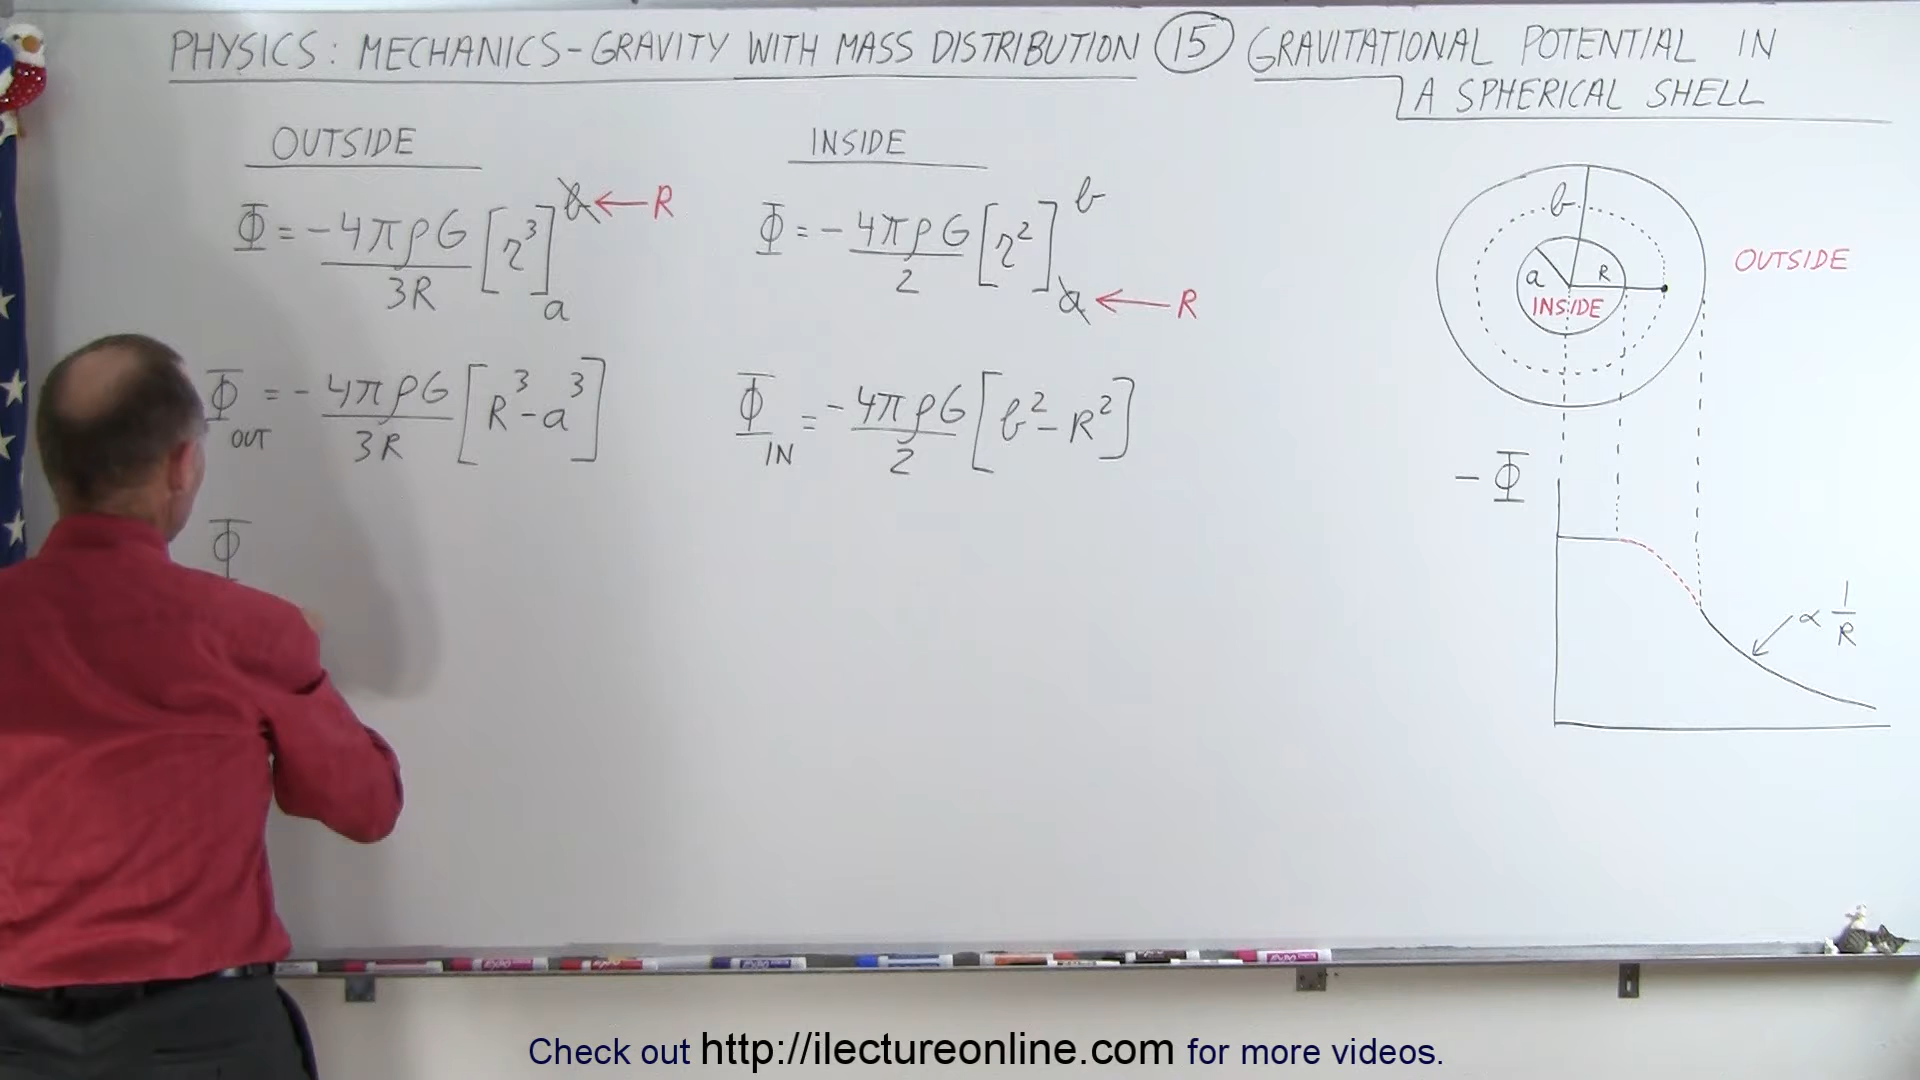 PHYSICS: MECHANICS-GRAVITY WITH MASS DISTRIBUTION (15) GRAVITATIONAL POTENTIAL IN
A SPHERICAL SHELL
OUTSIDE
Φ = -4πρG/3R [r³] b a ← R
Φ OUT = - 4πρG/3R [R³-a³]
Φ
INSIDE
Φ = - 4πρG/2 [r²] b a ← R
Φ IN = - 4πρG/2 [b²-R²]
b
a
R
INSIDE
OUTSIDE
-Φ
∝ 1/R
Check out http://ilectureonline.com for more videos.